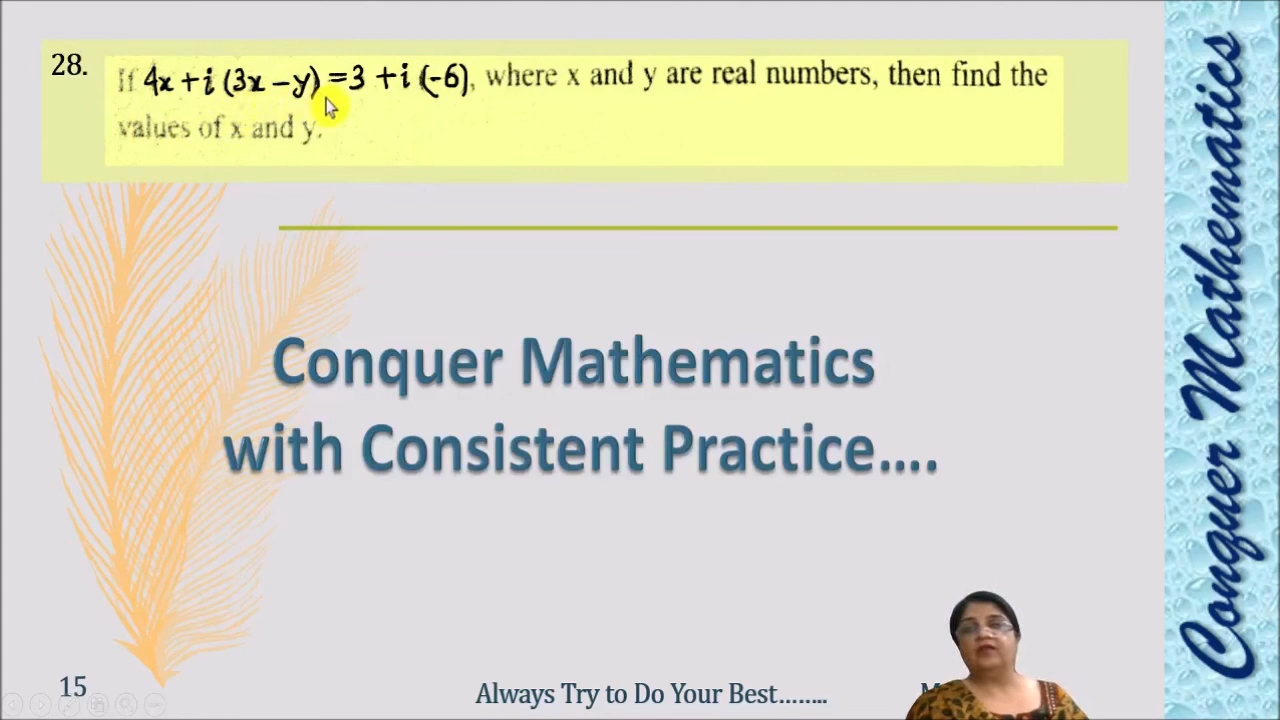 28.
If 4x + i (3x - y) = 3 + i (-6), where x and y are real numbers, then find the
values of x and y.
Conquer Mathematics
with Consistent Practice....
Conquer Mathematics
15
Always Try to Do Your Best........